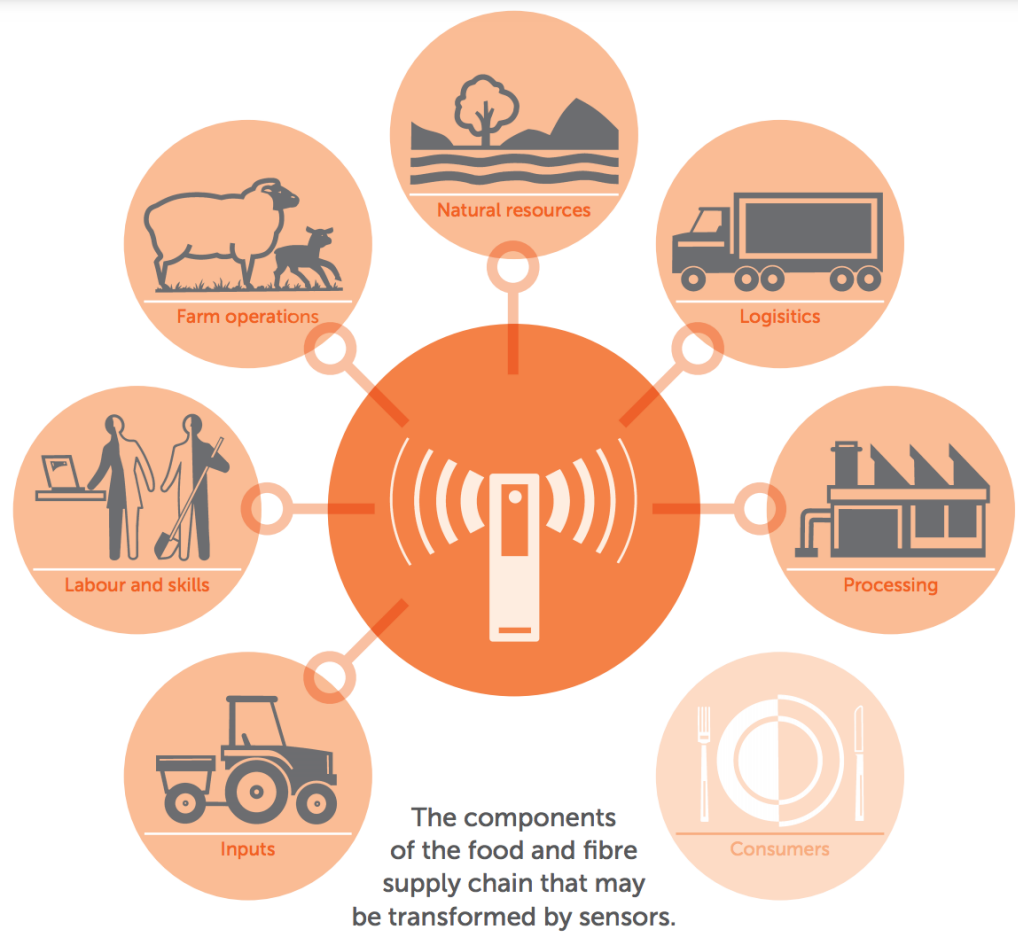 Natural resources
Farm operations
Logisitics
Labour and skills
Processing
Inputs
Consumers
The components
of the food and fibre
supply chain that may
be transformed by sensors.